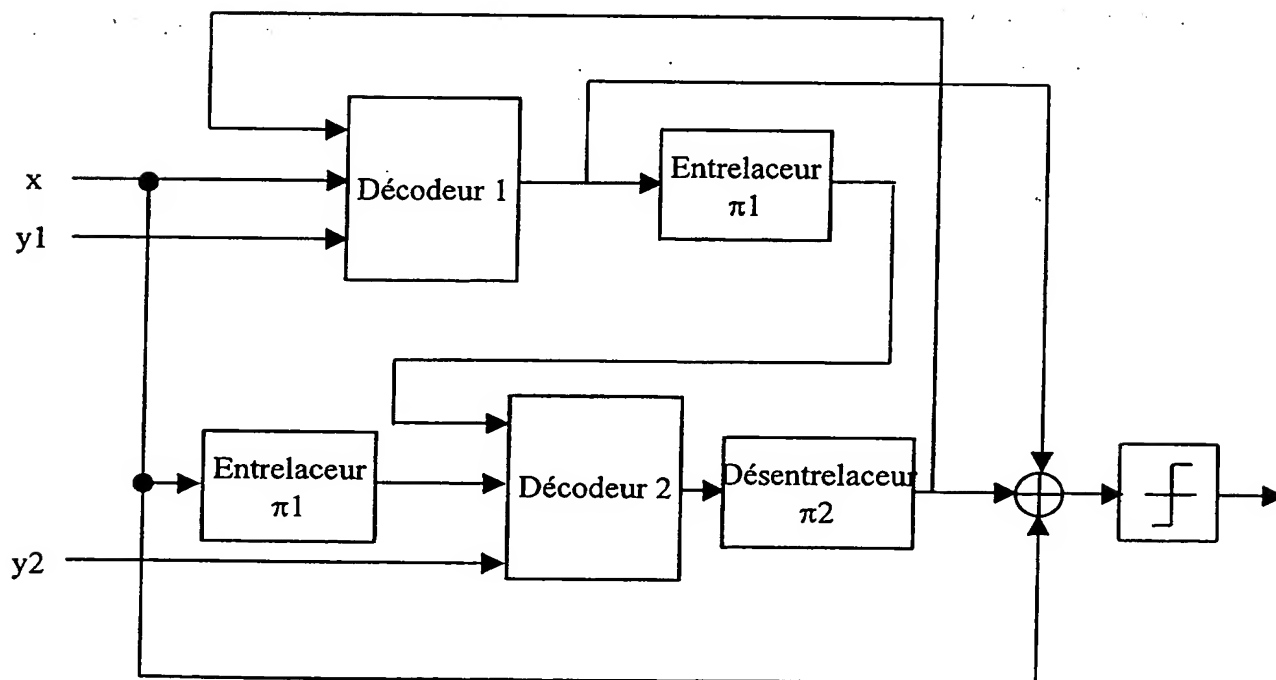 x
y1
Décodeur 1
Entrelaceur
π1
Entrelaceur
π1
y2
Décodeur 2
Désentrelaceur
π2